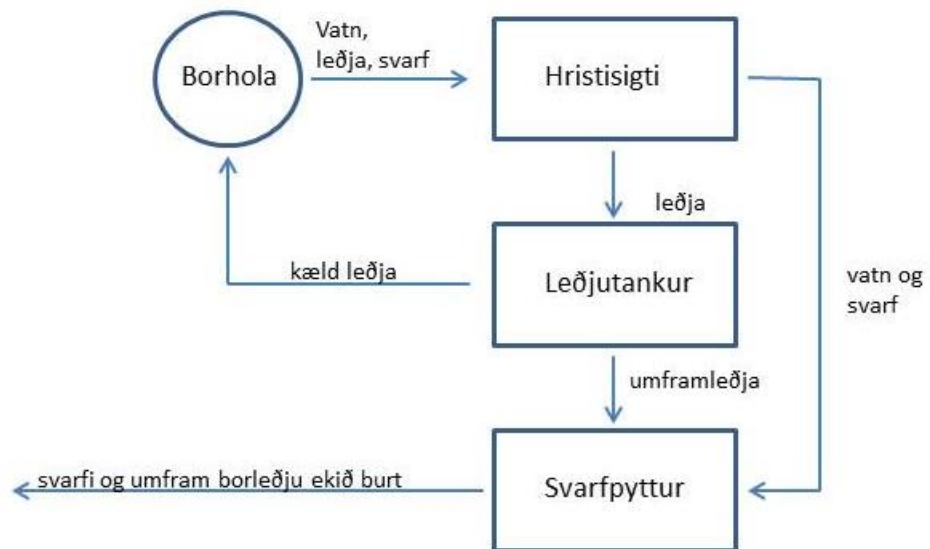 Borhola
Vatn,
leðja, svarf
Hristisigti
leðja
kæld leðja
Leðjutankur
vatn og
svarf
umframleðja
svarfi og umfram borleðju ekið burt
Svarfpyttur